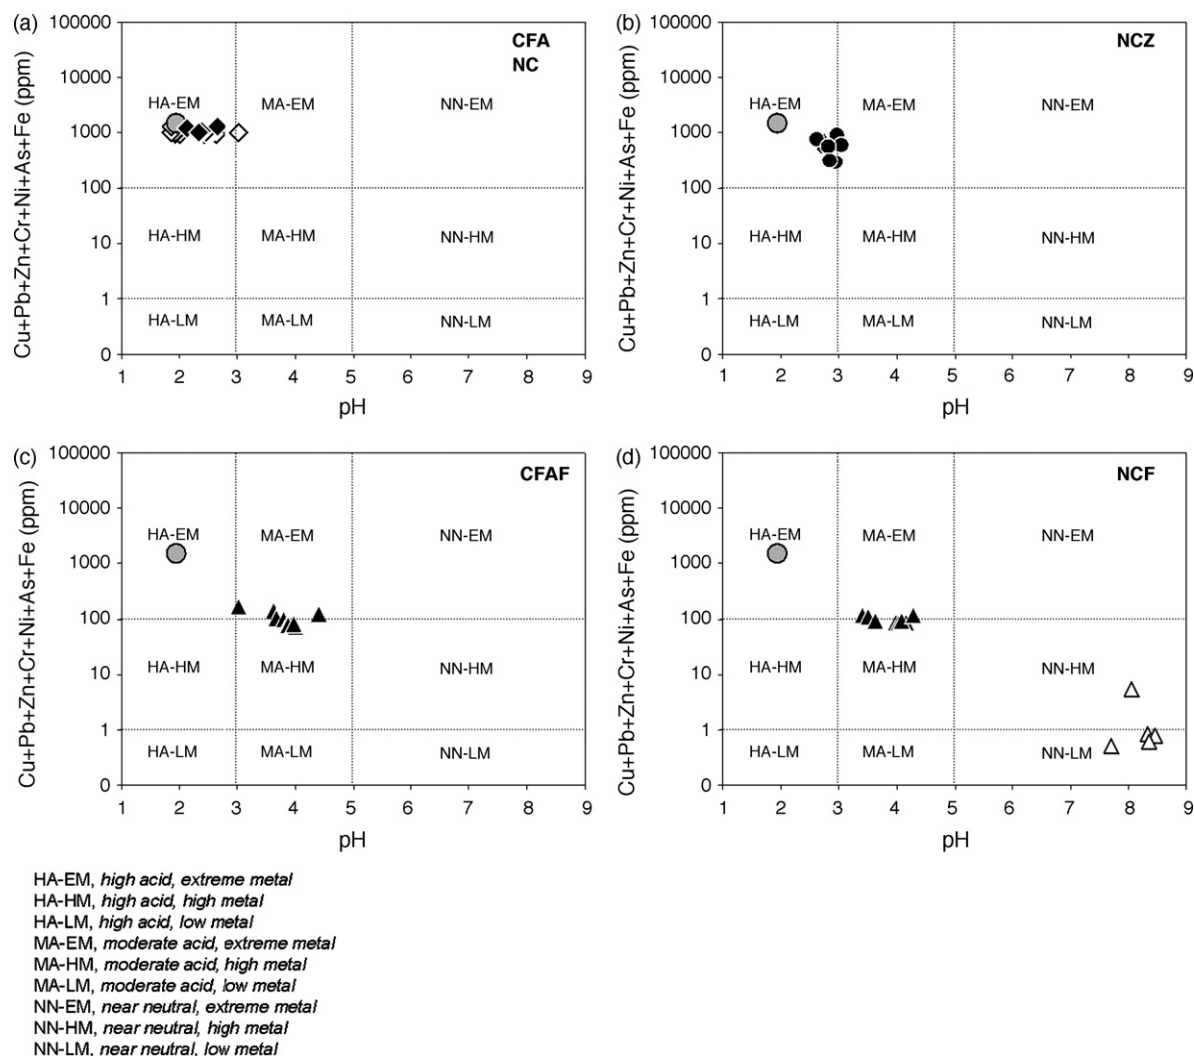 (a)
CFA
NC
Cu+Pb+Zn+Cr+Ni+As+Fe (ppm)
100000
10000
1000
100
10
1
0
HA-EM
MA-EM
NN-EM
HA-HM
MA-HM
NN-HM
HA-LM
MA-LM
NN-LM
1 2 3 4 5 6 7 8 9
pH
(b)
NCZ
Cu+Pb+Zn+Cr+Ni+As+Fe (ppm)
100000
10000
1000
100
10
1
0
HA-EM
MA-EM
NN-EM
HA-HM
MA-HM
NN-HM
HA-LM
MA-LM
NN-LM
1 2 3 4 5 6 7 8 9
pH
(c)
CFAF
Cu+Pb+Zn+Cr+Ni+As+Fe (ppm)
100000
10000
1000
100
10
1
0
HA-EM
MA-EM
NN-EM
HA-HM
MA-HM
NN-HM
HA-LM
MA-LM
NN-LM
1 2 3 4 5 6 7 8 9
pH
(d)
NCF
Cu+Pb+Zn+Cr+Ni+As+Fe (ppm)
100000
10000
1000
100
10
1
0
HA-EM
MA-EM
NN-EM
HA-HM
MA-HM
NN-HM
HA-LM
MA-LM
NN-LM
1 2 3 4 5 6 7 8 9
pH
HA-EM, high acid, extreme metal
HA-HM, high acid, high metal
HA-LM, high acid, low metal
MA-EM, moderate acid, extreme metal
MA-HM, moderate acid, high metal
MA-LM, moderate acid, low metal
NN-EM, near neutral, extreme metal
NN-HM, near neutral, high metal
NN-LM, near neutral, low metal